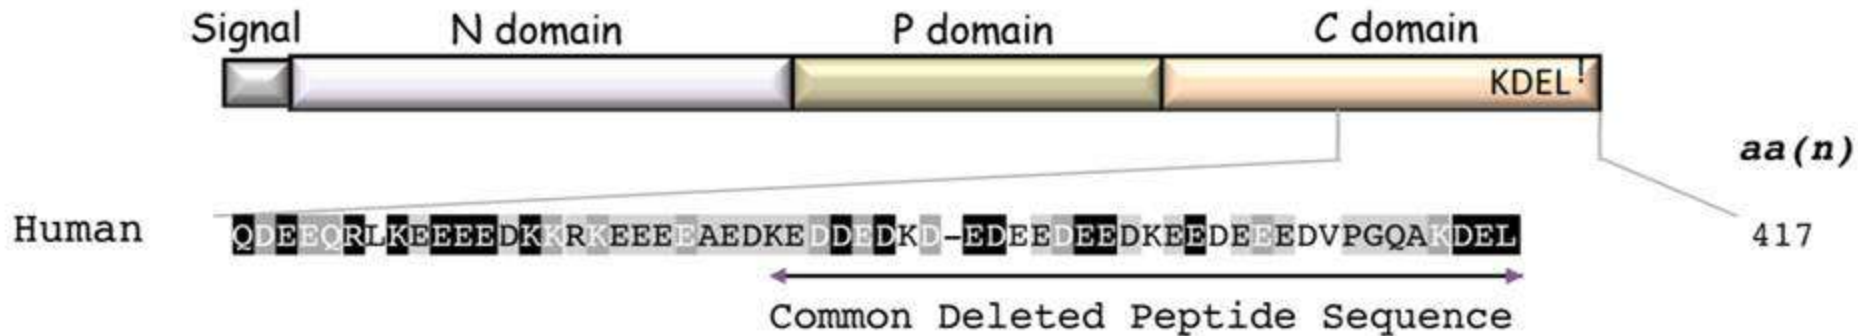 Signal N domain P domain C domain
KDEL!
aa(n)
Human QDEEQRLKEEEEDKKRKEEEEAEDKEDDEDKD-EDEEDEEDKEEDEEEDVPGQAKDEL 417
Common Deleted Peptide Sequence